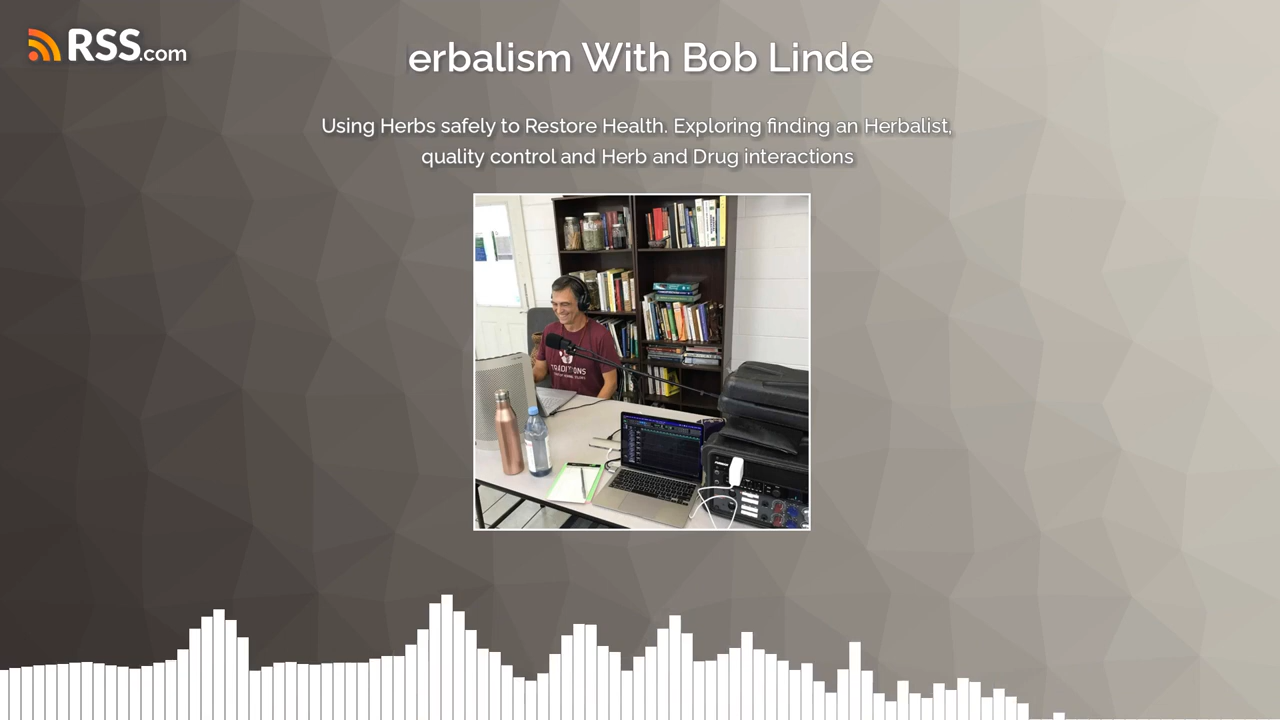 RSS.com
erbalism With Bob Linde
Using Herbs safely to Restore Health. Exploring finding an Herbalist,
quality control and Herb and Drug interactions
TRADITIONS